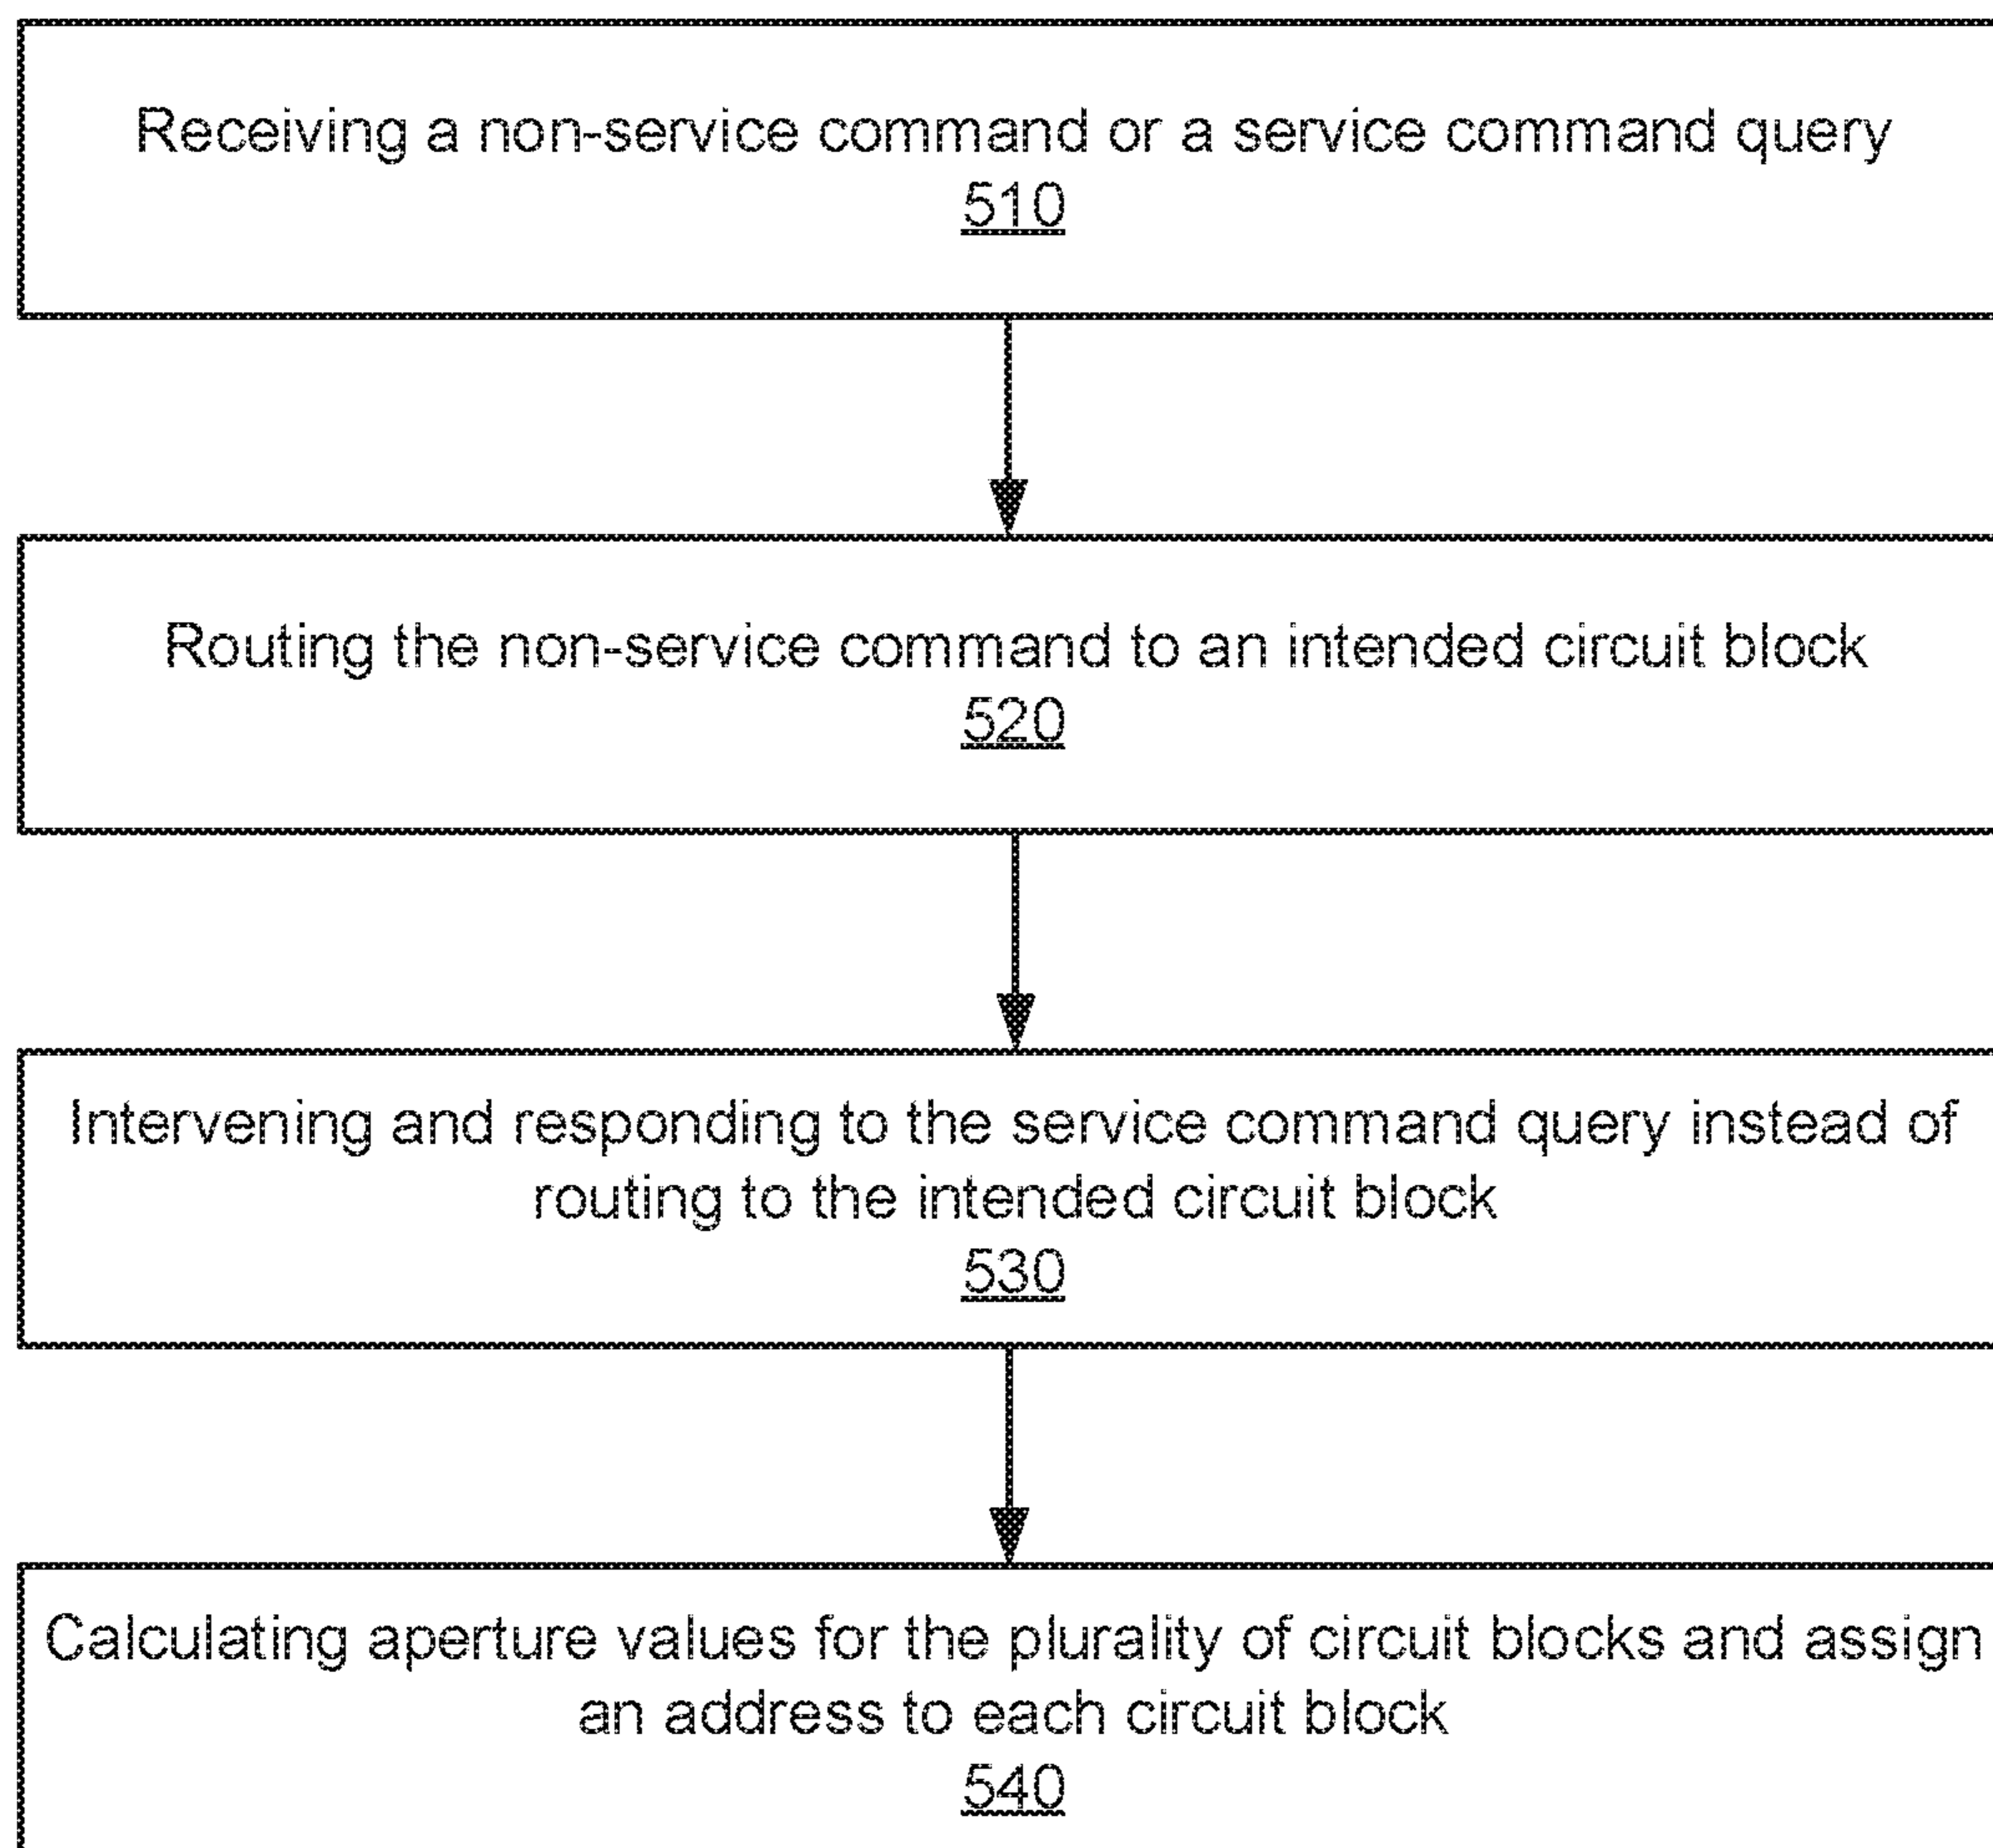 Receiving a non-service command or a service command query
510
Routing the non-service command to an intended circuit block
520
Intervening and responding to the service command query instead of
routing to the intended circuit block
530
Calculating aperture values for the plurality of circuit blocks and assign
an address to each circuit block
540